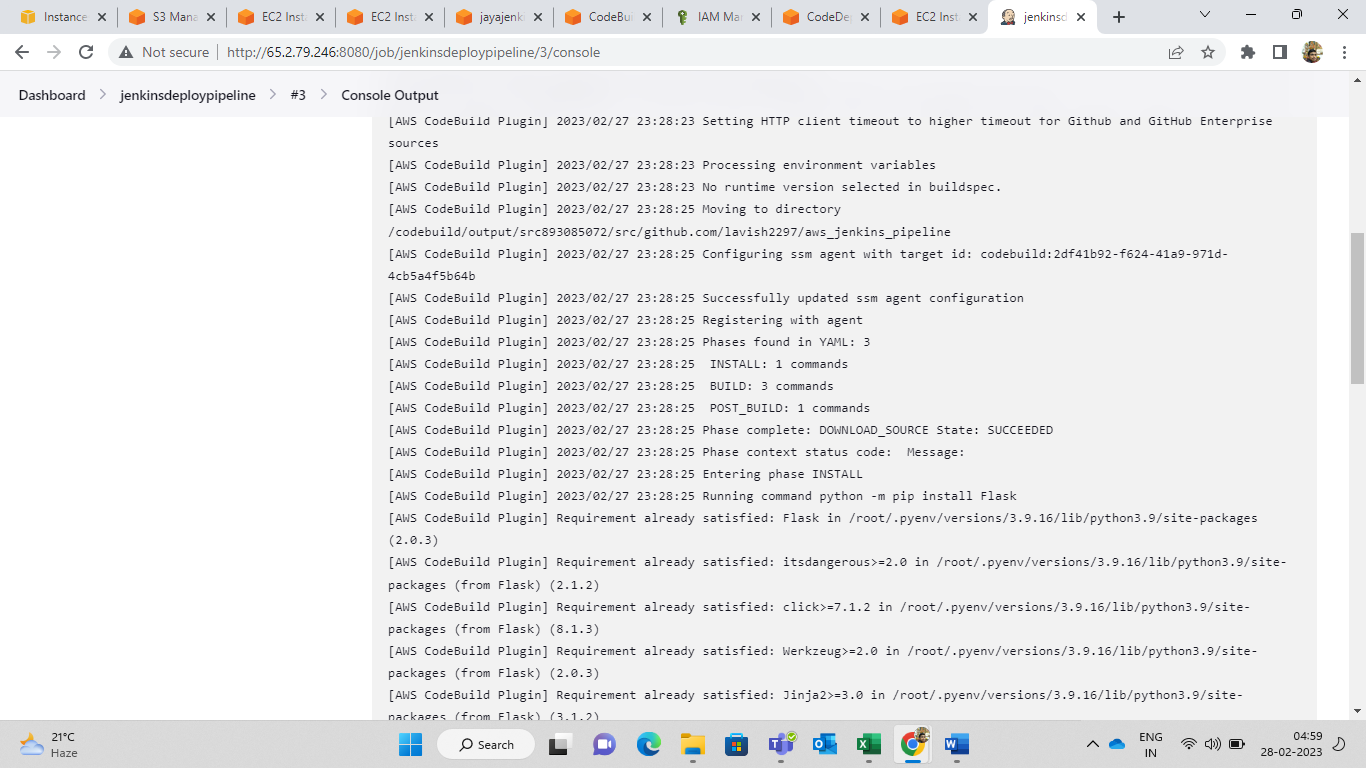 Instance
S3 Mana
EC2 Inst
EC2 Inst
jayajenk
CodeBui
IAM Ma
CodeDep
EC2 Inst
jenkinsd
Not secure
http://65.2.79.246:8080/job/jenkinsdeploypipeline/3/console
Dashboard > jenkinsdeploypipeline > #3 > Console Output
[AWS CodeBuild Plugin] 2023/02/27 23:28:23 Setting HTTP client timeout to higher timeout for Github and GitHub Enterprise
sources
[AWS CodeBuild Plugin] 2023/02/27 23:28:23 Processing environment variables
[AWS CodeBuild Plugin] 2023/02/27 23:28:23 No runtime version selected in buildspec.
[AWS CodeBuild Plugin] 2023/02/27 23:28:25 Moving to directory
/codebuild/output/src893085072/src/github.com/lavish2297/aws_jenkins_pipeline
[AWS CodeBuild Plugin] 2023/02/27 23:28:25 Configuring ssm agent with target id: codebuild:2df41b92-f624-41a9-971d-
4cb5a4f5b64b
[AWS CodeBuild Plugin] 2023/02/27 23:28:25 Successfully updated ssm agent configuration
[AWS CodeBuild Plugin] 2023/02/27 23:28:25 Registering with agent
[AWS CodeBuild Plugin] 2023/02/27 23:28:25 Phases found in YAML: 3
[AWS CodeBuild Plugin] 2023/02/27 23:28:25  INSTALL: 1 commands
[AWS CodeBuild Plugin] 2023/02/27 23:28:25  BUILD: 3 commands
[AWS CodeBuild Plugin] 2023/02/27 23:28:25  POST_BUILD: 1 commands
[AWS CodeBuild Plugin] 2023/02/27 23:28:25 Phase complete: DOWNLOAD_SOURCE State: SUCCEEDED
[AWS CodeBuild Plugin] 2023/02/27 23:28:25 Phase context status code:  Message:
[AWS CodeBuild Plugin] 2023/02/27 23:28:25 Entering phase INSTALL
[AWS CodeBuild Plugin] 2023/02/27 23:28:25 Running command python -m pip install Flask
[AWS CodeBuild Plugin] Requirement already satisfied: Flask in /root/.pyenv/versions/3.9.16/lib/python3.9/site-packages
(2.0.3)
[AWS CodeBuild Plugin] Requirement already satisfied: itsdangerous>=2.0 in /root/.pyenv/versions/3.9.16/lib/python3.9/site-
packages (from Flask) (2.1.2)
[AWS CodeBuild Plugin] Requirement already satisfied: click>=7.1.2 in /root/.pyenv/versions/3.9.16/lib/python3.9/site-
packages (from Flask) (8.1.3)
[AWS CodeBuild Plugin] Requirement already satisfied: Werkzeug>=2.0 in /root/.pyenv/versions/3.9.16/lib/python3.9/site-
packages (from Flask) (2.0.3)
[AWS CodeBuild Plugin] Requirement already satisfied: Jinja2>=3.0 in /root/.pyenv/versions/3.9.16/lib/python3.9/site-
packages (from Flask) (3.1.2)
21°C
Haze
Search
ENG
IN
04:59
28-02-2023